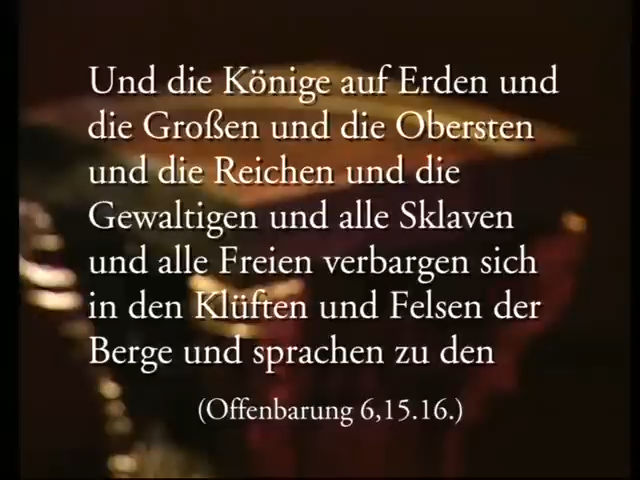 Und die Könige auf Erden und
die Großen und die Obersten
und die Reichen und die
Gewaltigen und alle Sklaven
und alle Freien verbargen sich
in den Klüften und Felsen der
Berge und sprachen zu den
(Offenbarung 6,15.16.)